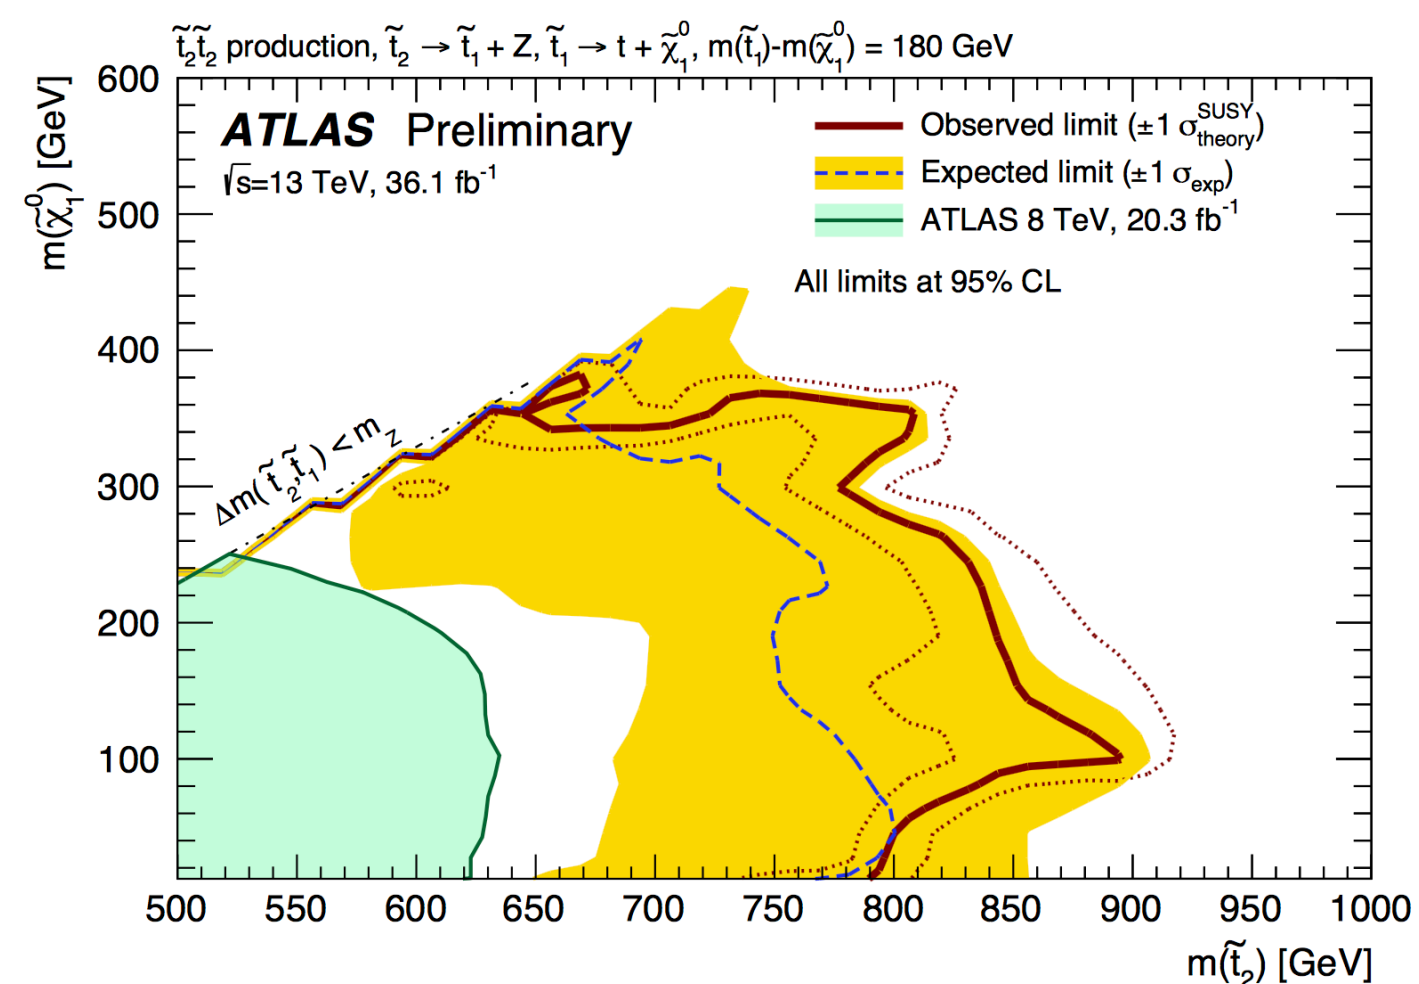 t̃₂t̃₂ production, t̃₂ → t̃₁ + Z, t̃₁ → t + χ̃₁⁰, m(t̃₁)-m(χ̃₁⁰) = 180 GeV
m(χ̃₁⁰) [GeV]
600
500
400
300
200
100
ATLAS Preliminary
√s=13 TeV, 36.1 fb⁻¹
Observed limit (±1 σ^SUSY_theory)
Expected limit (±1 σ_exp)
ATLAS 8 TeV, 20.3 fb⁻¹
All limits at 95% CL
Δm(t̃₂,t̃₁) < m_Z
500 550 600 650 700 750 800 850 900 950 1000
m(t̃₂) [GeV]